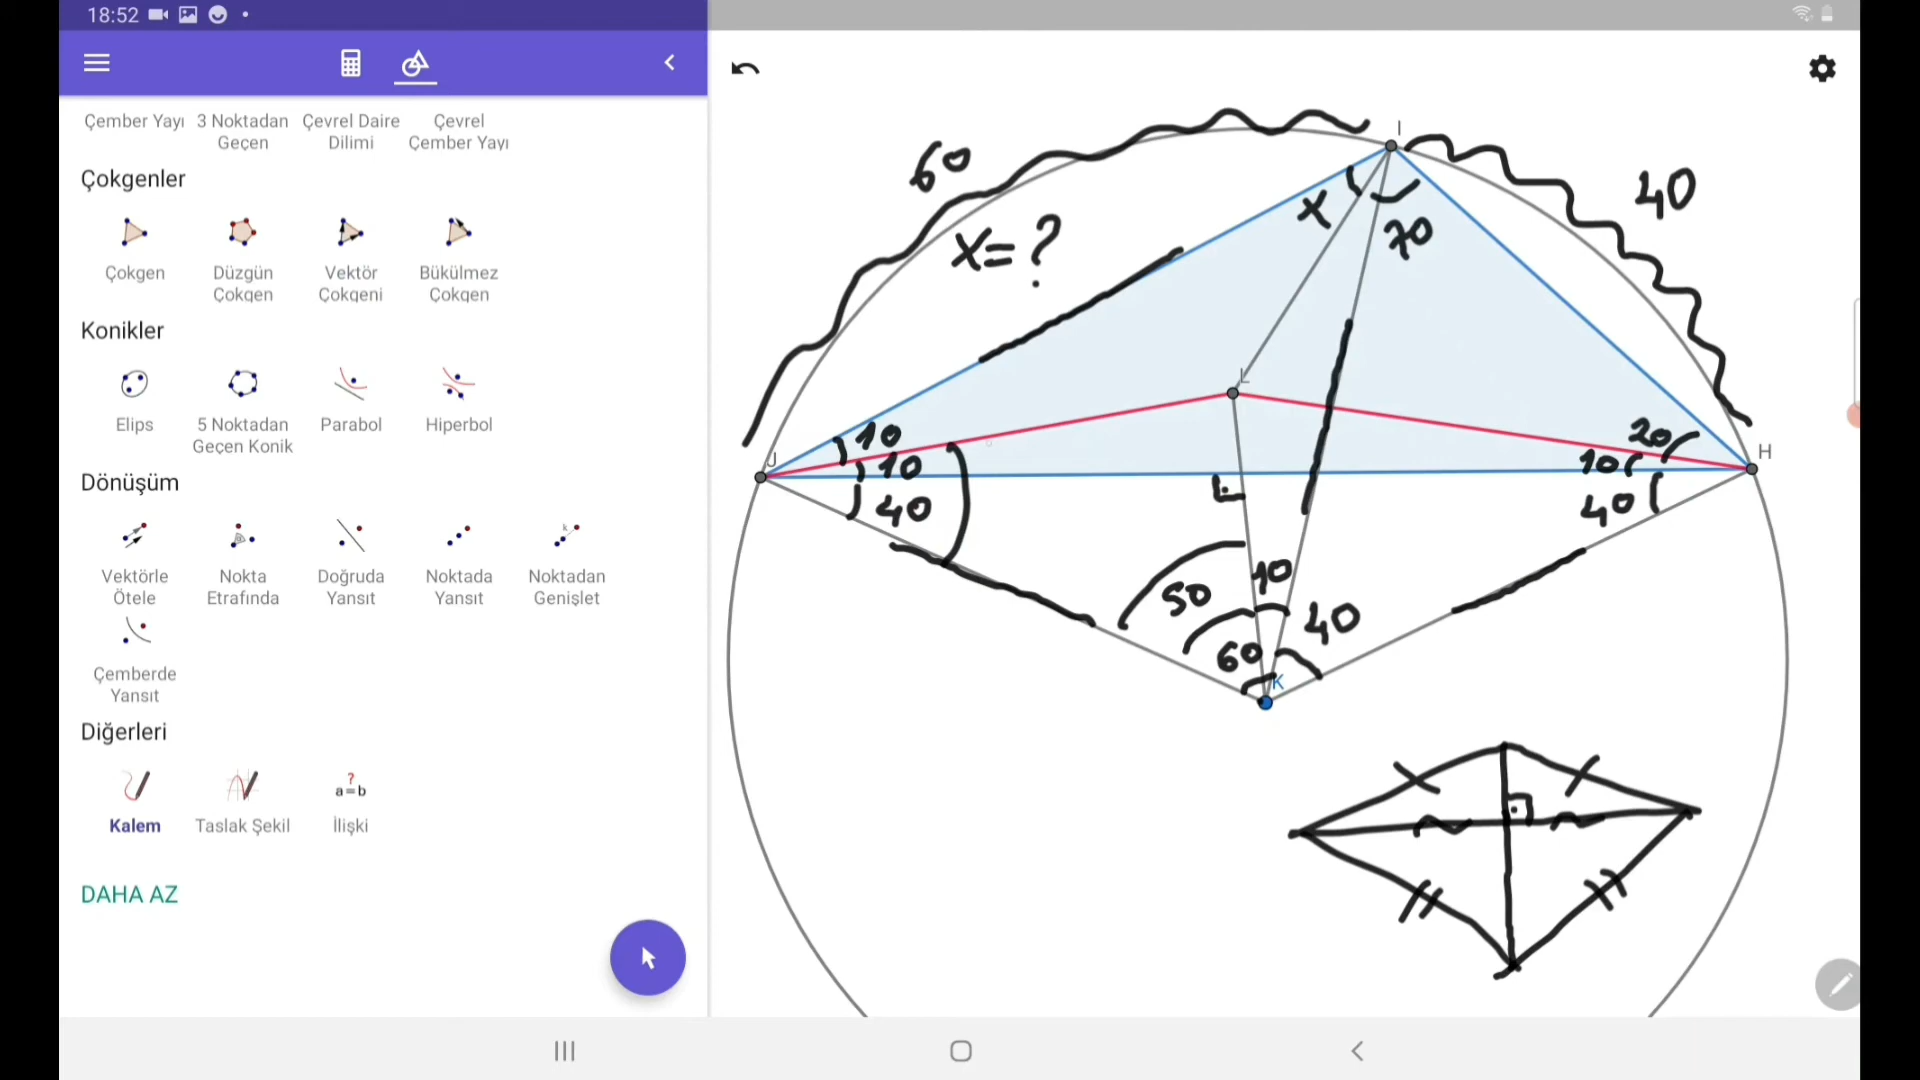 18:52
Çember Yayı 3 Noktadan Geçen Çevrel Daire Dilimi Çevrel Çember Yayı
Çokgenler
Çokgen Düzgün Çokgen Vektör Çokgeni Bükülmez Çokgen
Konikler
Elips 5 Noktadan Geçen Konik Parabol Hiperbol
Dönüşüm
Vektörle Ötele Nokta Etrafında Doğruda Yansıt Noktada Yansıt Noktadan Genişlet
Çemberde Yansıt
Diğerleri
a=b
Kalem Taslak Şekil İlişki
DAHA AZ
I
60
40
x
x=?
70
L
10
20
J
H
10
10
40
40
10
50
40
60
K